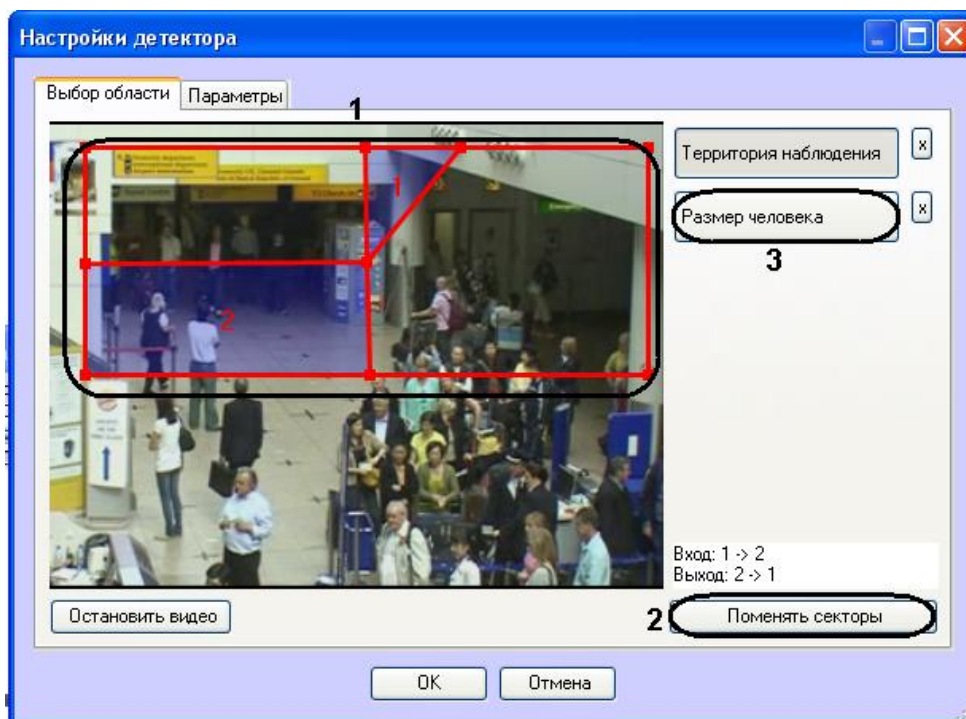 Настройки детектора
Выбор области
Параметры
1
Территория наблюдения
x
Размер человека
x
3
1
2
Вход: 1 -> 2
Выход: 2 -> 1
Остановить видео
2
Поменять секторы
OK
Отмена